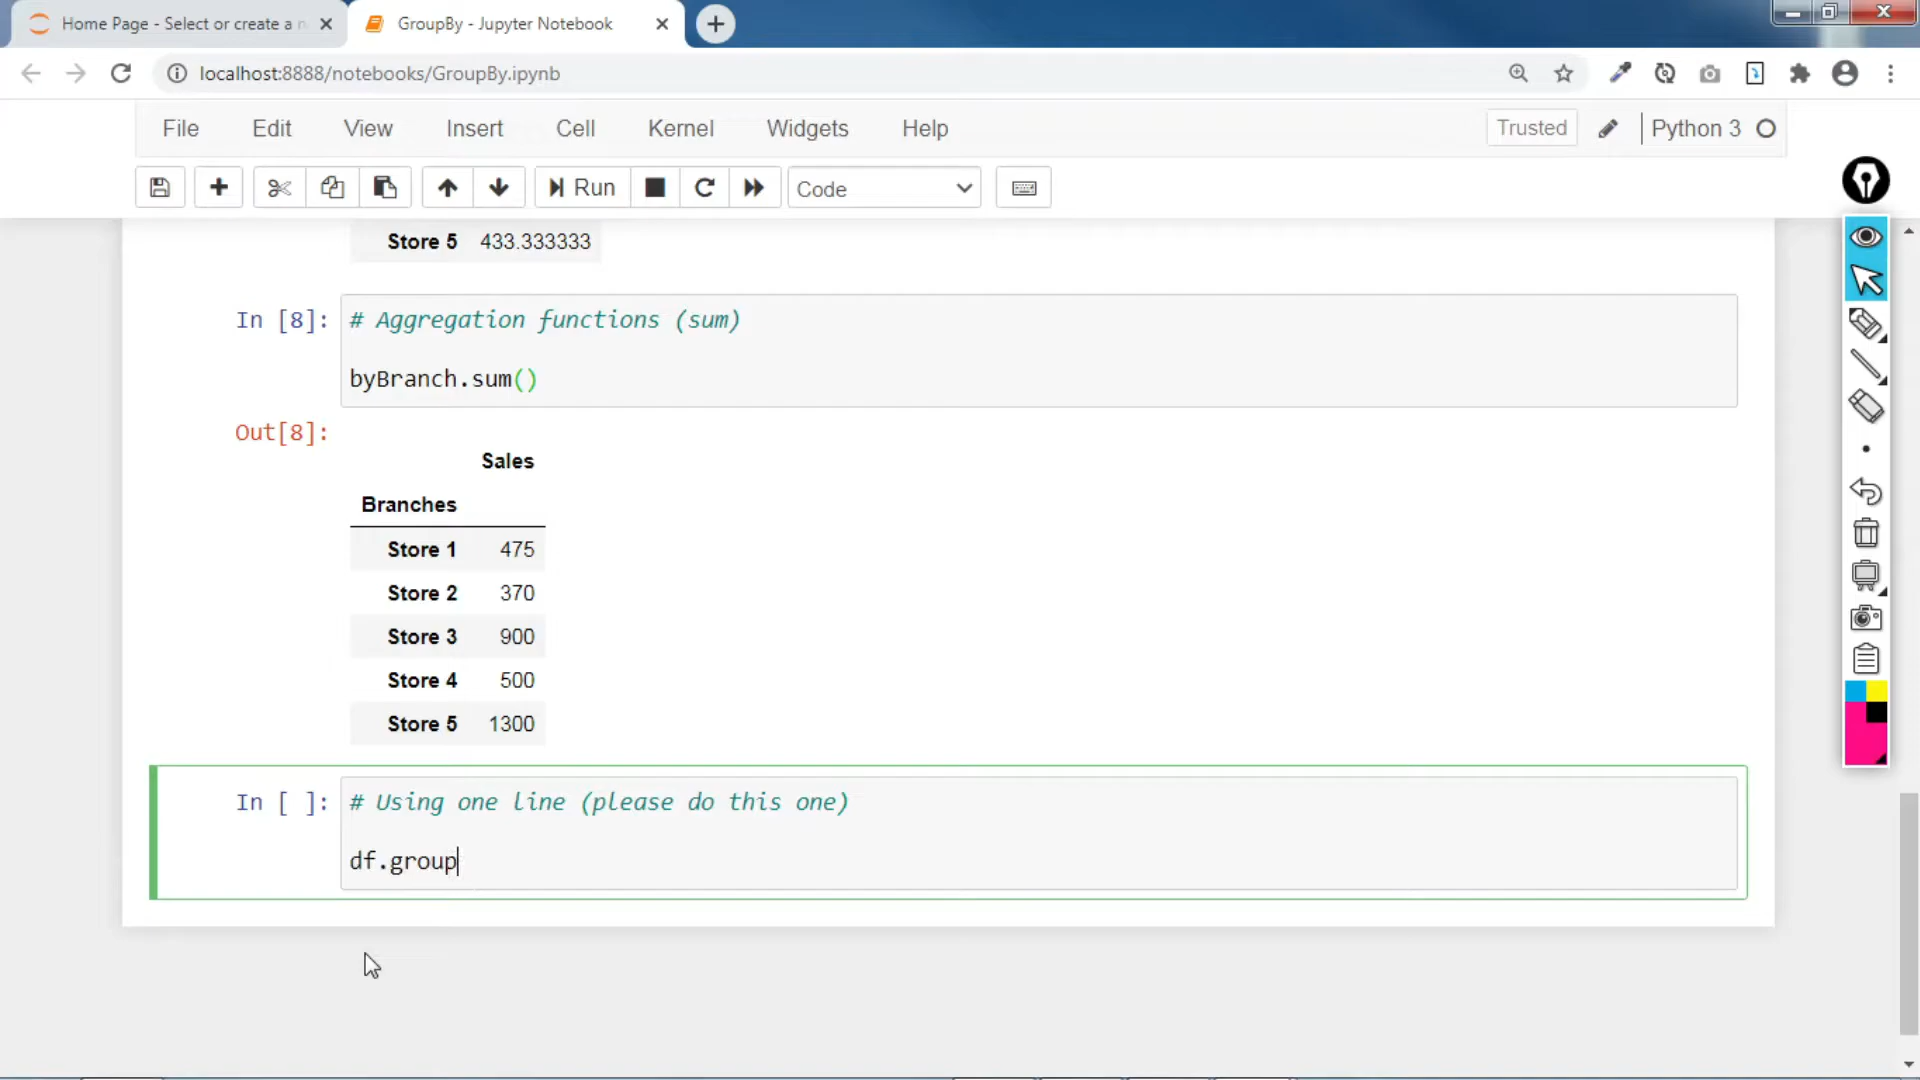 Home Page - Select or create a n
GroupBy - Jupyter Notebook
localhost:8888/notebooks/GroupBy.ipynb
File Edit View Insert Cell Kernel Widgets Help Trusted Python 3
Run Code
Store 5 433.333333
In [8]: # Aggregation functions (sum)
byBranch.sum()
Out[8]:
Sales
Branches
Store 1 475
Store 2 370
Store 3 900
Store 4 500
Store 5 1300
In [ ]: # Using one line (please do this one)
df.group